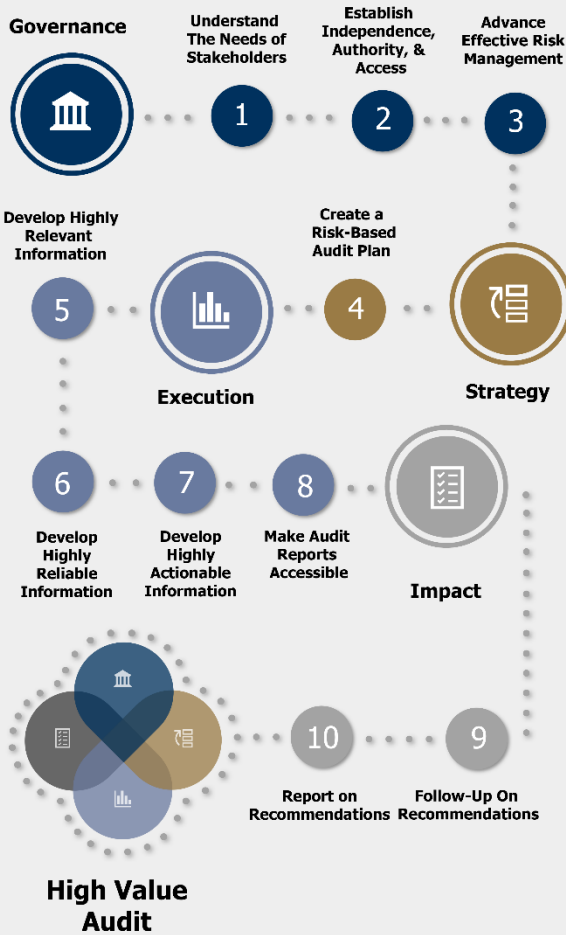 Governance
Understand
The Needs of
Stakeholders
1
Establish
Independence,
Authority, &
Access
2
Advance
Effective Risk
Management
3
Strategy
Create a
Risk-Based
Audit Plan
4
Execution
Develop Highly
Relevant
Information
5
6
Develop
Highly
Reliable
Information
7
Develop
Highly
Actionable
Information
8
Make Audit
Reports
Accessible
Impact
9
Follow-Up On
Recommendations
10
Report on
Recommendations
High Value
Audit